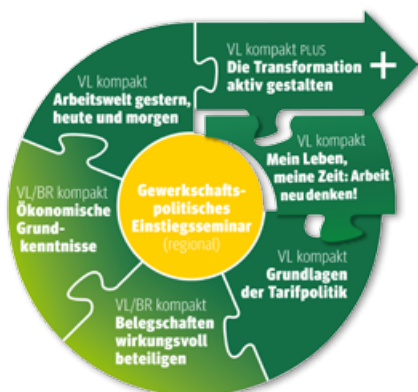 VL kompakt PLUS
Die Transformation
aktiv gestalten
+
VL kompakt
Arbeitswelt gestern,
heute und morgen
VL kompakt
Mein Leben,
meine Zeit: Arbeit
neu denken!
VL/BR kompakt
Ökonomische
Grund-
kenntnisse
Gewerkschafts-
politisches
Einstiegsseminar
(regional)
VL kompakt
Grundlagen
der Tarifpolitik
VL/BR kompakt
Belegschaften
wirkungsvoll
beteiligen